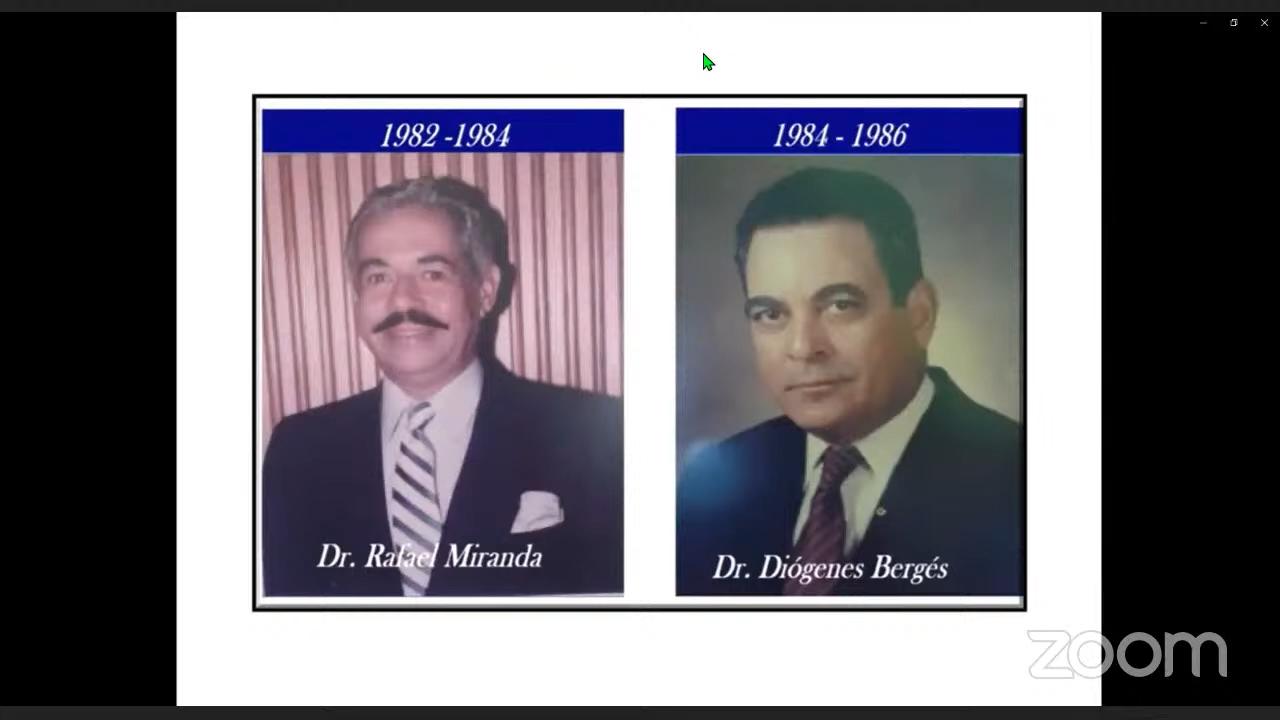 1982 -1984
1984 - 1986
Dr. Rafael Miranda
Dr. Diógenes Bergés
zoom